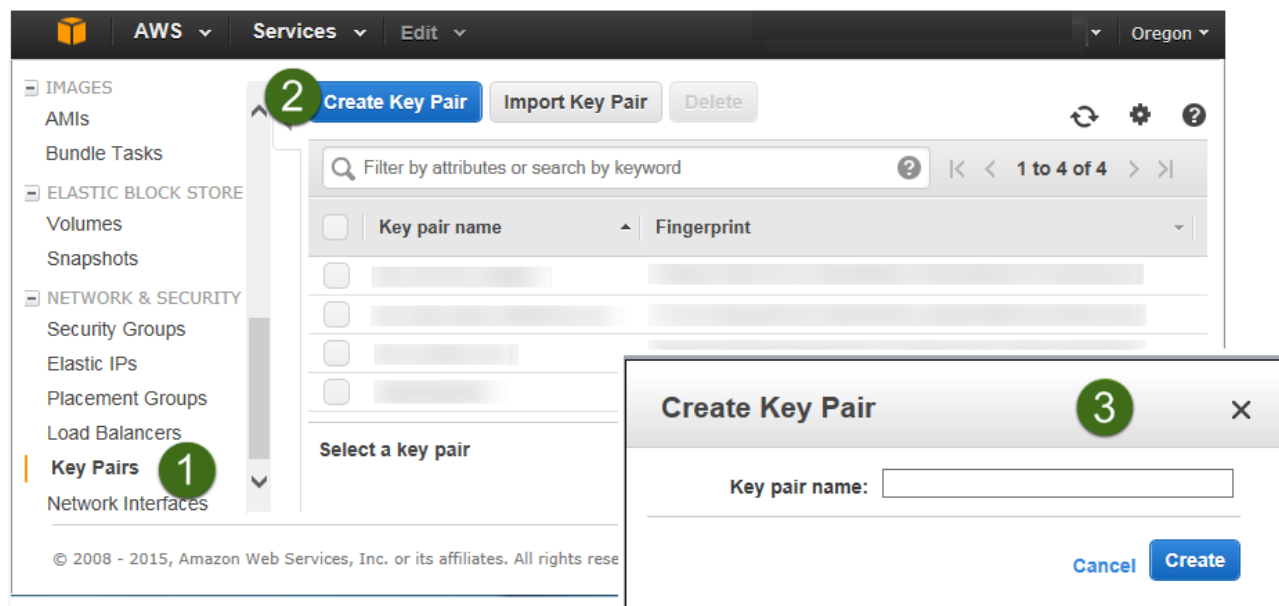 AWS Services Edit Oregon
IMAGES
AMIs
Bundle Tasks
ELASTIC BLOCK STORE
Volumes
Snapshots
NETWORK & SECURITY
Security Groups
Elastic IPs
Placement Groups
Load Balancers
Key Pairs 1
Network Interfaces
2 Create Key Pair Import Key Pair Delete
Filter by attributes or search by keyword 1 to 4 of 4
Key pair name Fingerprint
Select a key pair
Create Key Pair 3
Key pair name:
Cancel Create
© 2008 - 2015, Amazon Web Services, Inc. or its affiliates. All rights rese